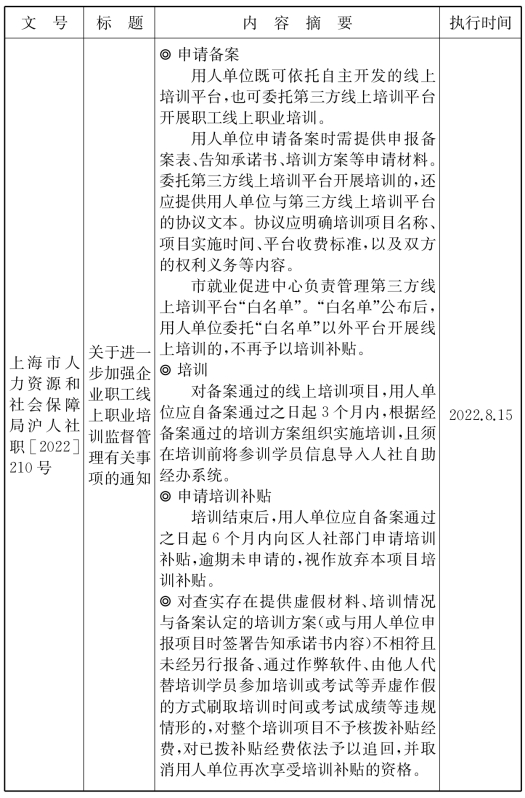 文　号
标　题
内　容　摘　要
执行时间
上海市人
力资源和
社会保障
局沪人社
职［2022］
210号
关于进一
步加强企
业职工线
上职业培
训监督管
理有关事
项的通知
◎ 申请备案
用人单位既可依托自主开发的线上
培训平台，也可委托第三方线上培训平台
开展职工线上职业培训。
用人单位申请备案时需提供申报备
案表、告知承诺书、培训方案等申请材料。
委托第三方线上培训平台开展培训的，还
应提供用人单位与第三方线上培训平台
的协议文本。协议应明确培训项目名称、
项目实施时间、平台收费标准，以及双方
的权利义务等内容。
市就业促进中心负责管理第三方线
上培训平台“白名单”。“白名单”公布后，
用人单位委托“白名单”以外平台开展线
上培训的，不再予以培训补贴。
◎ 培训
对备案通过的线上培训项目，用人单
位应自备案通过之日起3个月内，根据经
备案通过的培训方案组织实施培训，且须
在培训前将参训学员信息导入人社自助
经办系统。
◎ 申请培训补贴
培训结束后，用人单位应自备案通过
之日起6个月内向区人社部门申请培训
补贴，逾期未申请的，视作放弃本项目培
训补贴。
◎ 对查实存在提供虚假材料、培训情况
与备案认定的培训方案（或与用人单位申
报项目时签署告知承诺书内容）不相符且
未经另行报备、通过作弊软件、由他人代
替培训学员参加培训或考试等弄虚作假
的方式刷取培训时间或考试成绩等违规
情形的，对整个培训项目不予核拨补贴经
费，对已拨补贴经费依法予以追回，并取
消用人单位再次享受培训补贴的资格。
2022.8.15